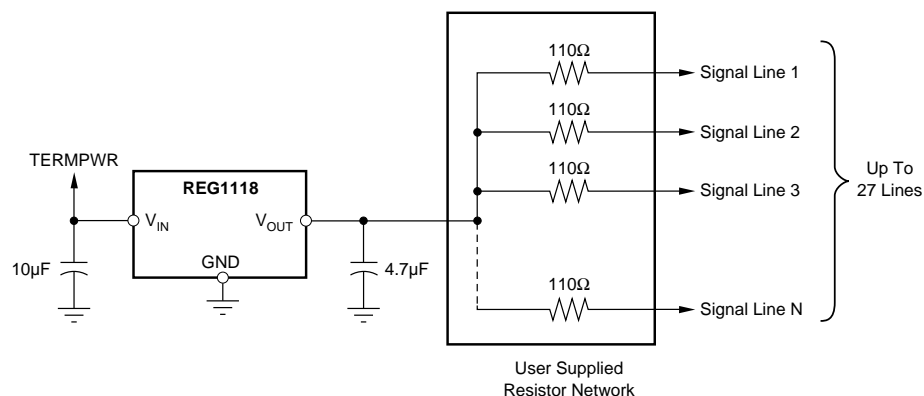 110Ω
Signal Line 1
110Ω
Signal Line 2
TERMPWR
REG1118
110Ω
Signal Line 3
Up To
27 Lines
VIN
VOUT
GND
10µF
4.7µF
110Ω
Signal Line N
User Supplied
Resistor Network